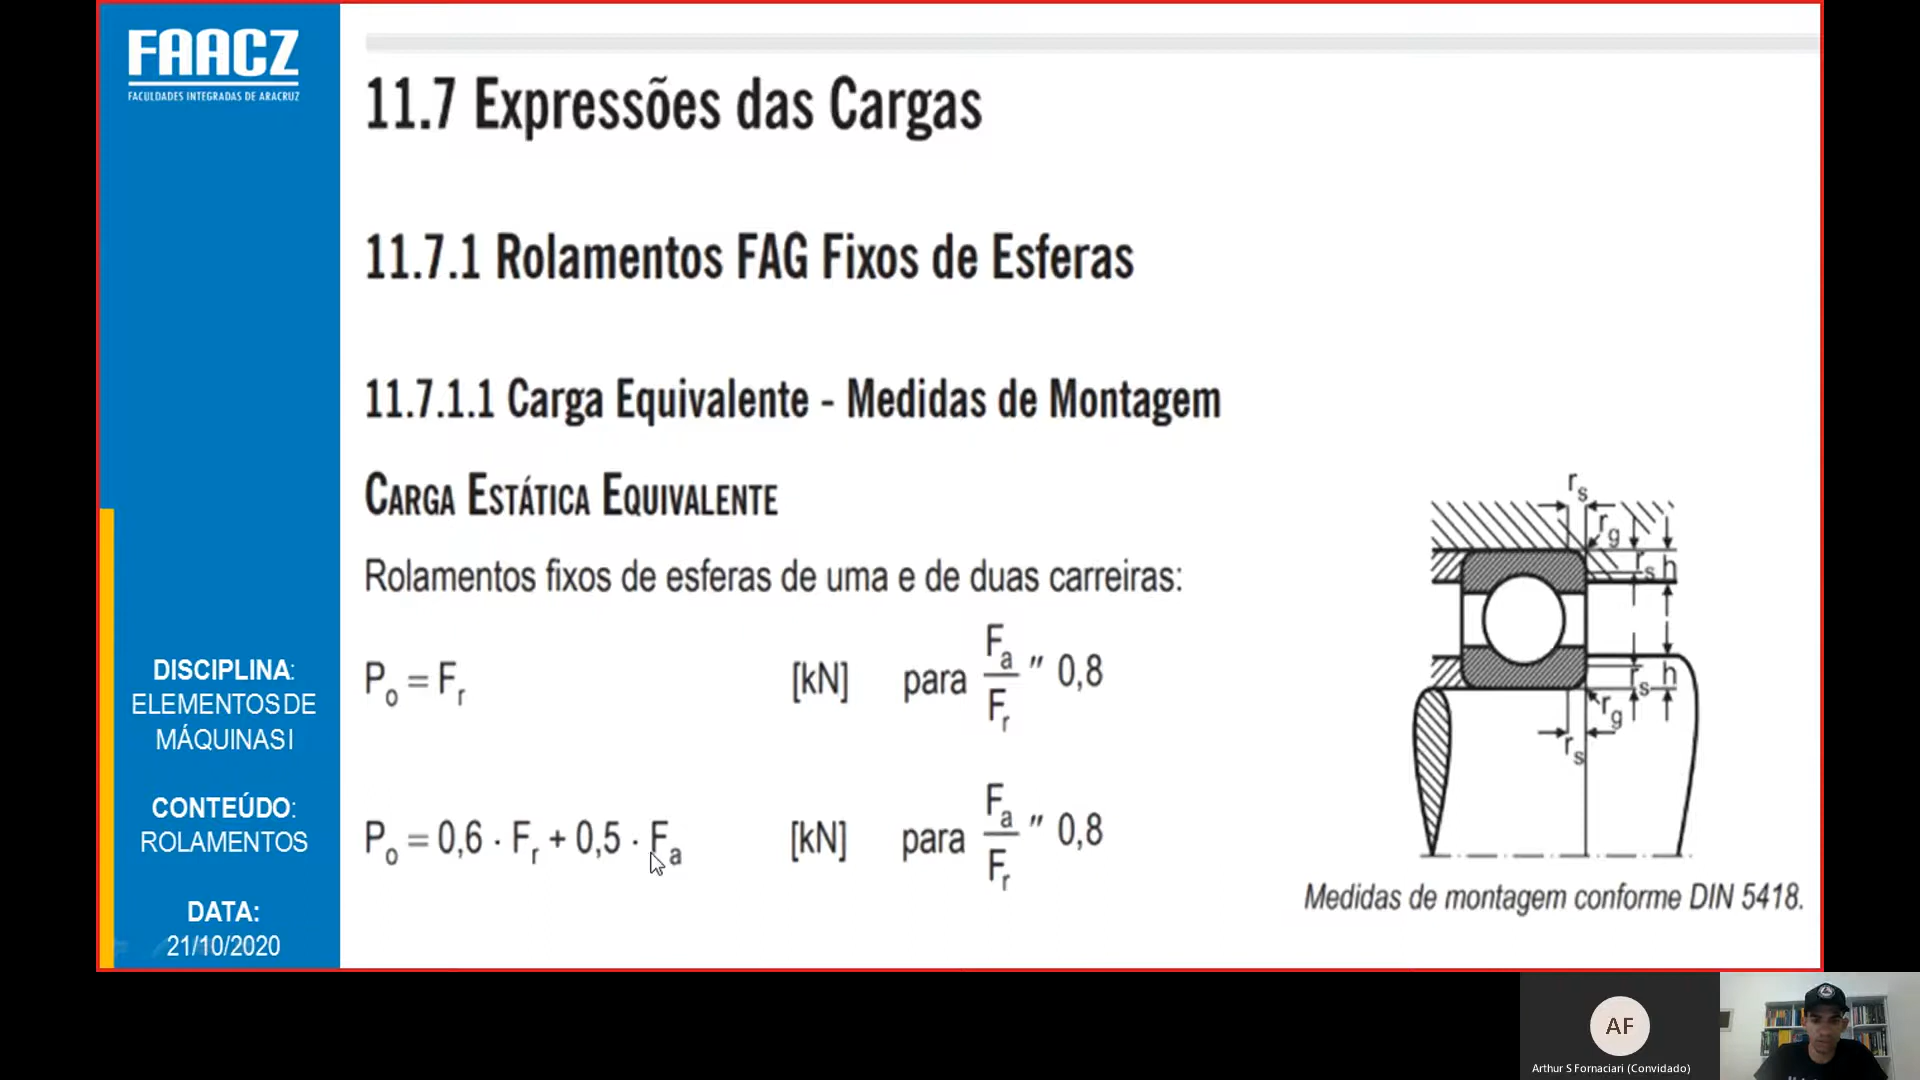 FAACZ
FACULDADES INTEGRADAS DE ARACRUZ
11.7 Expressões das Cargas
11.7.1 Rolamentos FAG Fixos de Esferas
11.7.1.1 Carga Equivalente - Medidas de Montagem
CARGA ESTÁTICA EQUIVALENTE
Rolamentos fixos de esferas de uma e de duas carreiras:
P₀ = Fᵣ [kN] para Fₐ/Fᵣ ″ 0,8
P₀ = 0,6 · Fᵣ + 0,5 · Fₐ [kN] para Fₐ/Fᵣ ″ 0,8
rₛ
r_g
rₛ h
rₛ h
r_g
rₛ
Medidas de montagem conforme DIN 5418.
DISCIPLINA:
ELEMENTOS DE
MÁQUINAS I
CONTEÚDO:
ROLAMENTOS
DATA:
21/10/2020
AF
Arthur S Fornaciari (Convidado)